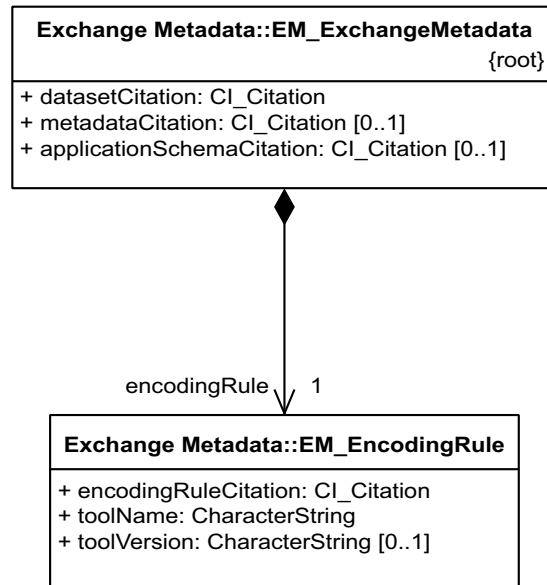 Exchange Metadata::EM_ExchangeMetadata
{root}
+ datasetCitation: CI_Citation
+ metadataCitation: CI_Citation [0..1]
+ applicationSchemaCitation: CI_Citation [0..1]
encodingRule 1
Exchange Metadata::EM_EncodingRule
+ encodingRuleCitation: CI_Citation
+ toolName: CharacterString
+ toolVersion: CharacterString [0..1]